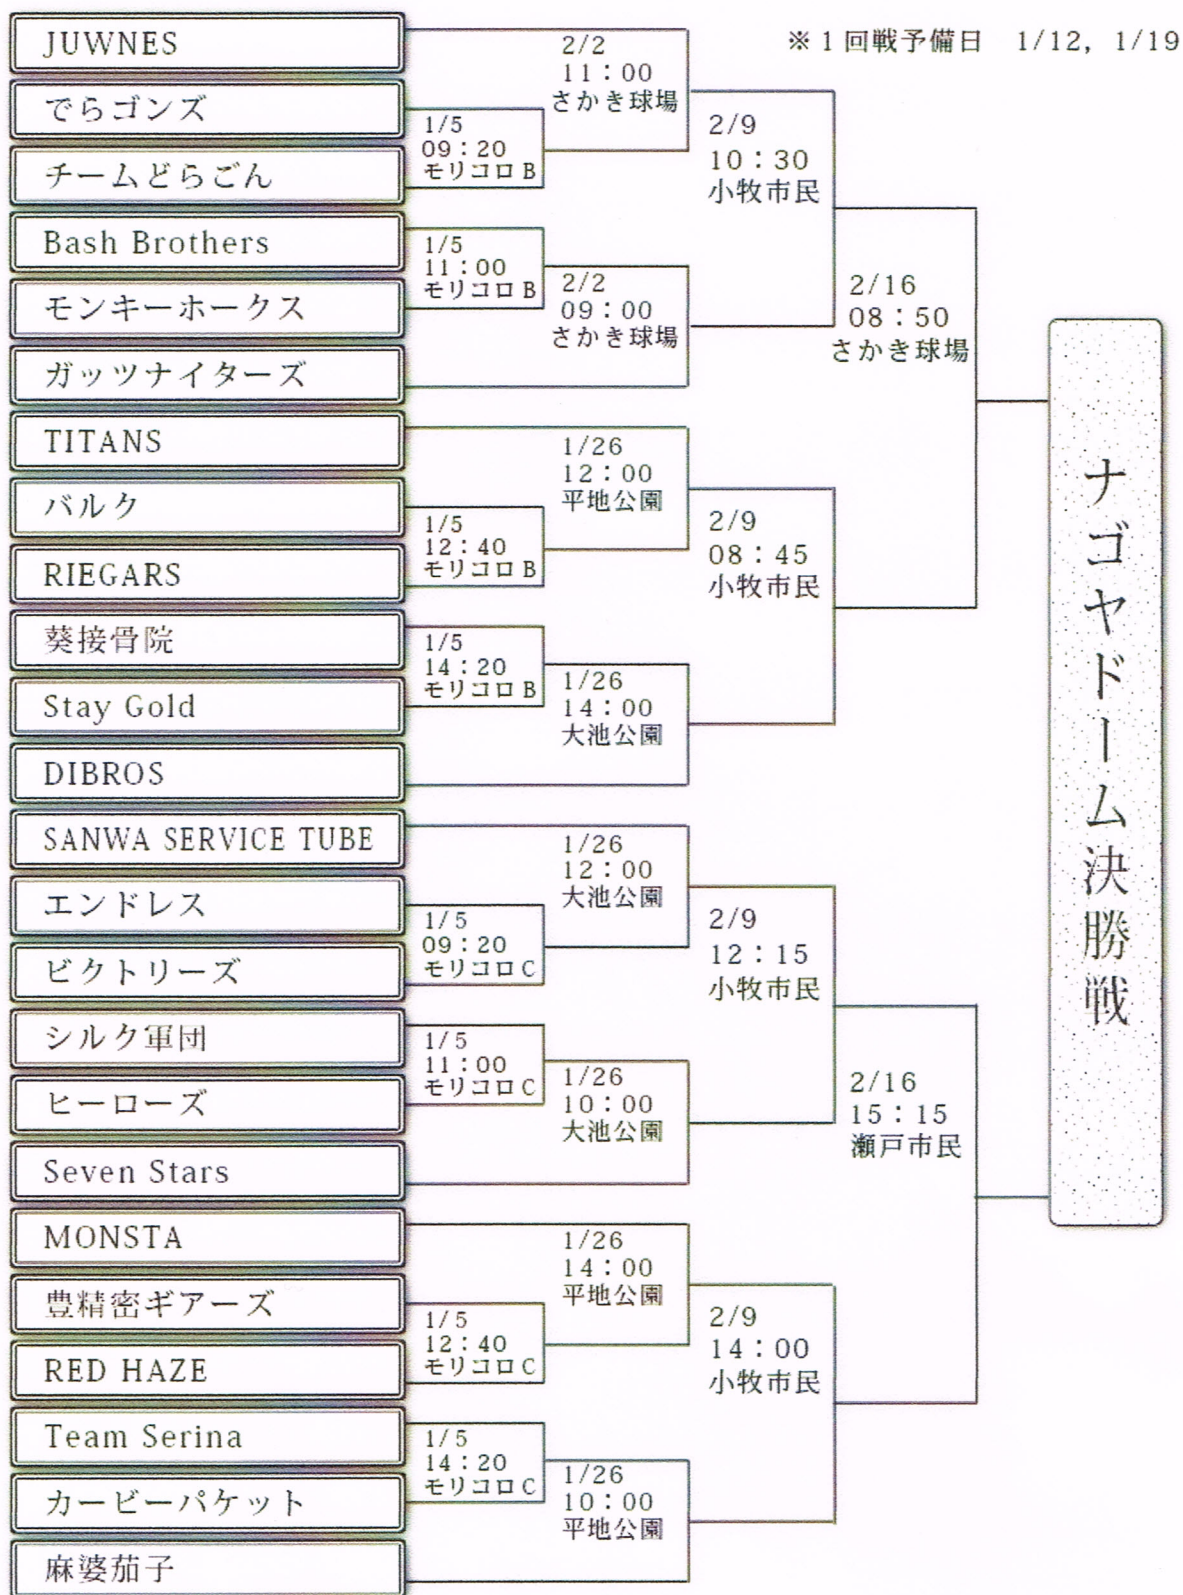 ※1回戦予備日 1/12, 1/19
JUWNES
でらゴンズ
チームどらごん
Bash Brothers
モンキーホークス
ガッツナイターズ
TITANS
バルク
RIEGARS
葵接骨院
Stay Gold
DIBROS
SANWA SERVICE TUBE
エンドレス
ビクトリーズ
シルク軍団
ヒーローズ
Seven Stars
MONSTA
豊精密ギアーズ
RED HAZE
Team Serina
カービーパケット
麻婆茄子
1/5
09:20
モリコロB
1/5
11:00
モリコロB
1/5
12:40
モリコロB
1/5
14:20
モリコロB
1/5
09:20
モリコロC
1/5
11:00
モリコロC
1/5
12:40
モリコロC
1/5
14:20
モリコロC
2/2
11:00
さかき球場
2/2
09:00
さかき球場
1/26
12:00
平地公園
1/26
14:00
大池公園
1/26
12:00
大池公園
1/26
10:00
大池公園
1/26
14:00
平地公園
1/26
10:00
平地公園
2/9
10:30
小牧市民
2/9
08:45
小牧市民
2/9
12:15
小牧市民
2/9
14:00
小牧市民
2/16
08:50
さかき球場
2/16
15:15
瀬戸市民
ナゴヤドーム決勝戦